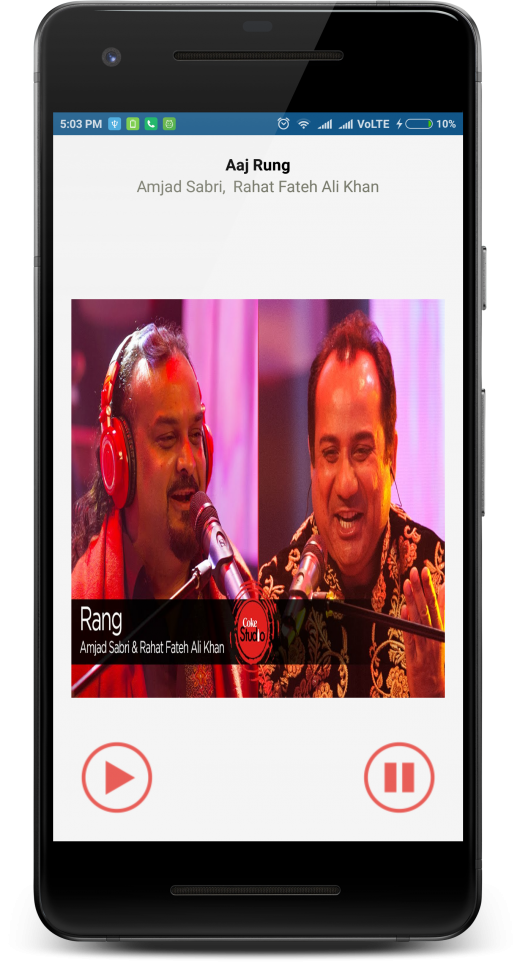 5:03 PM VoLTE 10%
Aaj Rung
Amjad Sabri,  Rahat Fateh Ali Khan
Rang
Amjad Sabri & Rahat Fateh Ali Khan
Coke
Studio